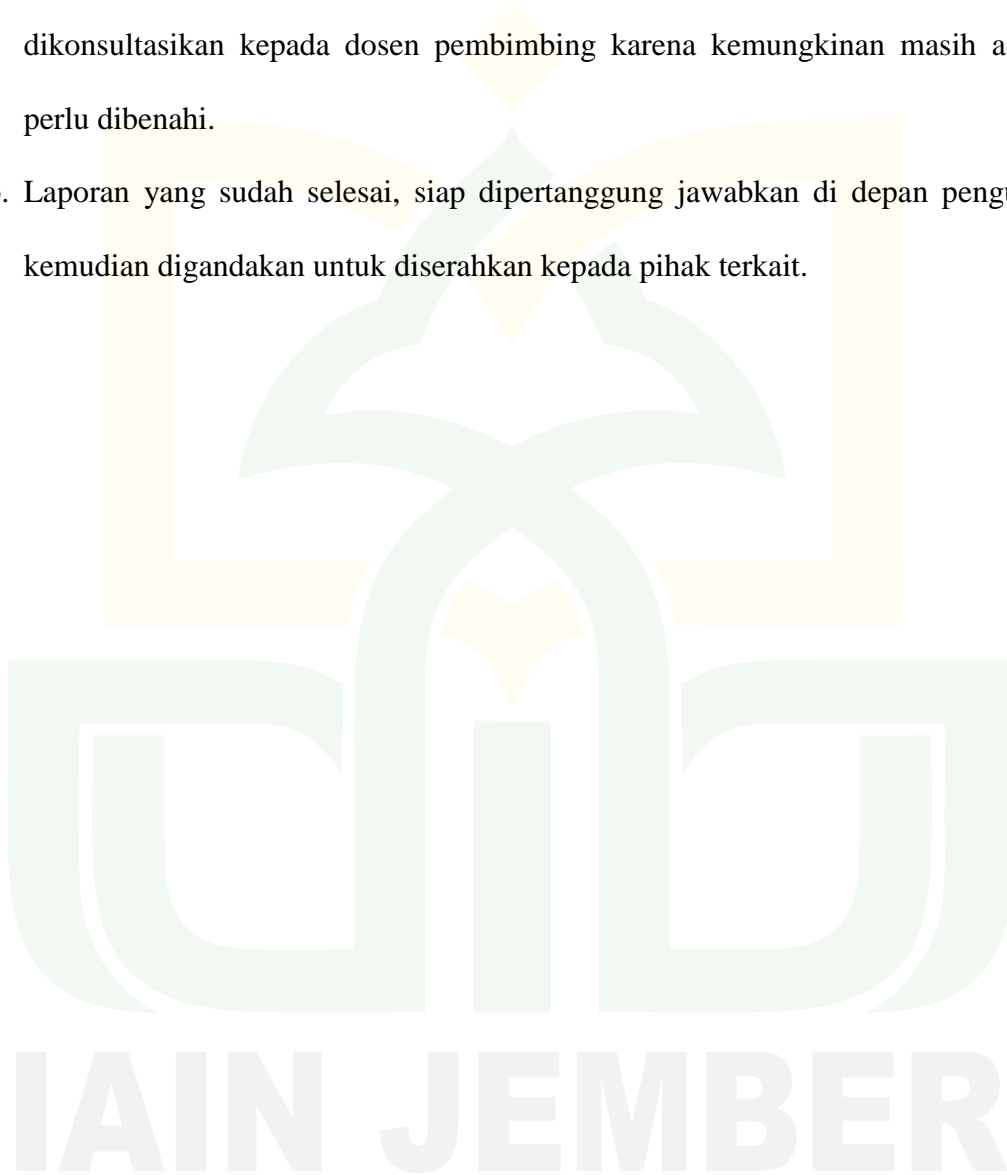 dikonsultasikan kepada dosen pembimbing karena kemungkinan masih
perlu dibenahi.
. Laporan yang sudah selesai, siap dipertanggung jawabkan di depan
kemudian digandakan untuk diserahkan kepada pihak terkait.
IAIN JEMBER